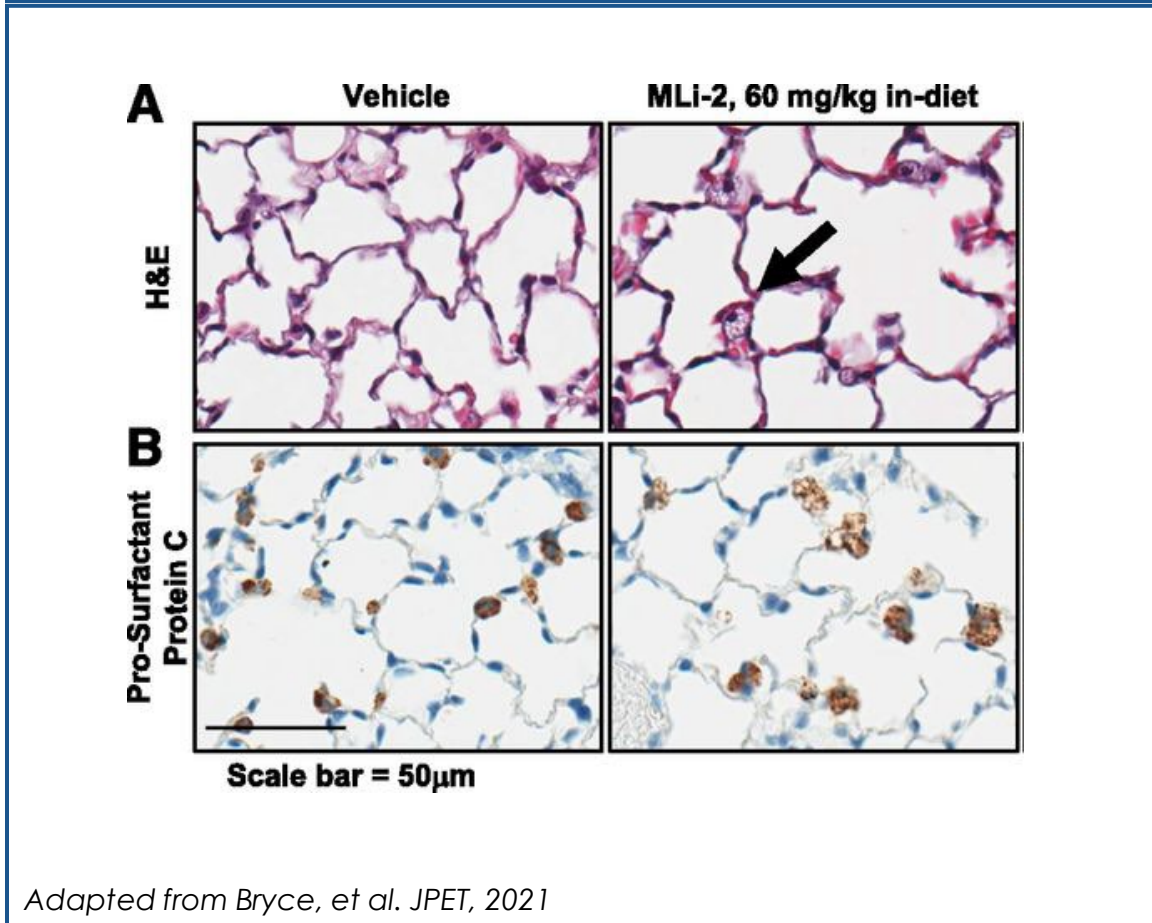 A
Vehicle
MLi-2, 60 mg/kg in-diet
H&E
B
Pro-Surfactant
Protein C
Scale bar = 50μm
Adapted from Bryce, et al. JPET, 2021